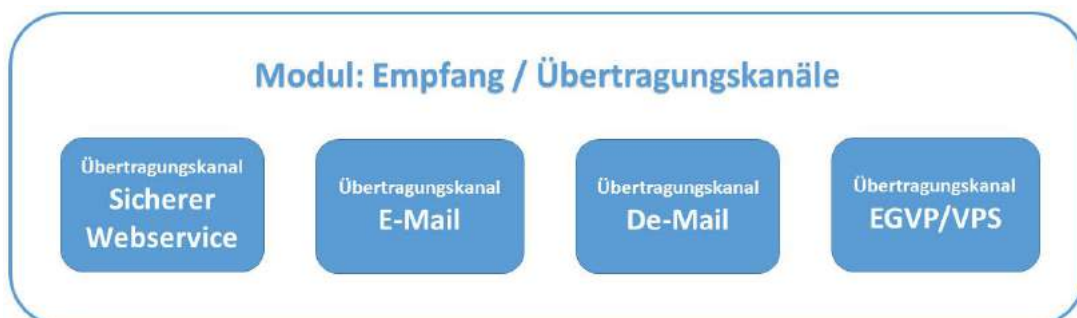 Modul: Empfang / Übertragungskanäle
Übertragungskanal
Sicherer
Webservice
Übertragungskanal
E-Mail
Übertragungskanal
De-Mail
Übertragungskanal
EGVP/VPS